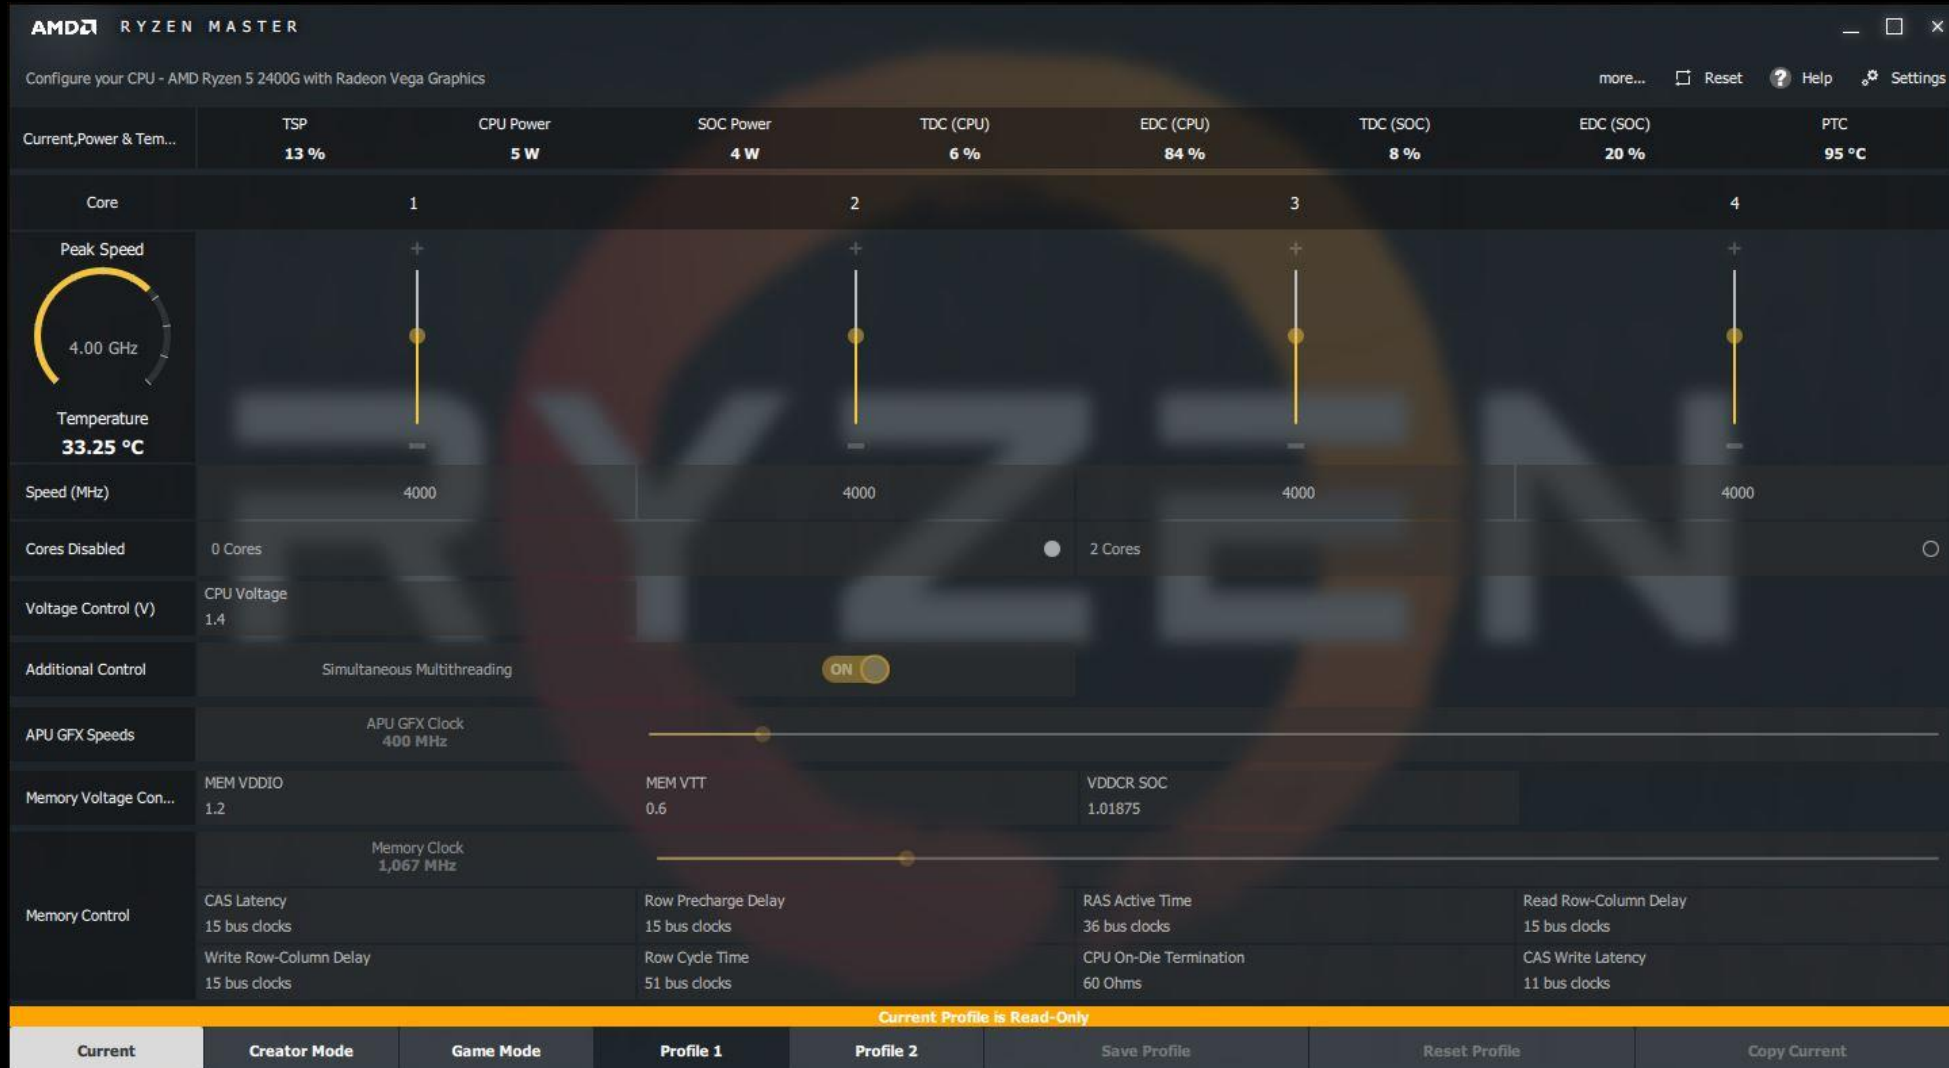 AMD RYZEN MASTER
Configure your CPU - AMD Ryzen 5 2400G with Radeon Vega Graphics more... Reset ? Help Settings
Current,Power & Tem... TSP CPU Power SOC Power TDC (CPU) EDC (CPU) TDC (SOC) EDC (SOC) PTC
13 % 5 W 4 W 6 % 84 % 8 % 20 % 95 °C
Core 1 2 3 4
Peak Speed
4.00 GHz
Temperature
33.25 °C
Speed (MHz) 4000 4000 4000 4000
Cores Disabled 0 Cores 2 Cores
Voltage Control (V) CPU Voltage
1.4
Additional Control Simultaneous Multithreading ON
APU GFX Speeds APU GFX Clock
400 MHz
Memory Voltage Con... MEM VDDIO MEM VTT VDDCR SOC
1.2 0.6 1.01875
Memory Control Memory Clock
1,067 MHz
CAS Latency Row Precharge Delay RAS Active Time Read Row-Column Delay
15 bus clocks 15 bus clocks 36 bus clocks 15 bus clocks
Write Row-Column Delay Row Cycle Time CPU On-Die Termination CAS Write Latency
15 bus clocks 51 bus clocks 60 Ohms 11 bus clocks
RYZEN
Current Profile is Read-Only
Current Creator Mode Game Mode Profile 1 Profile 2 Save Profile Reset Profile Copy Current